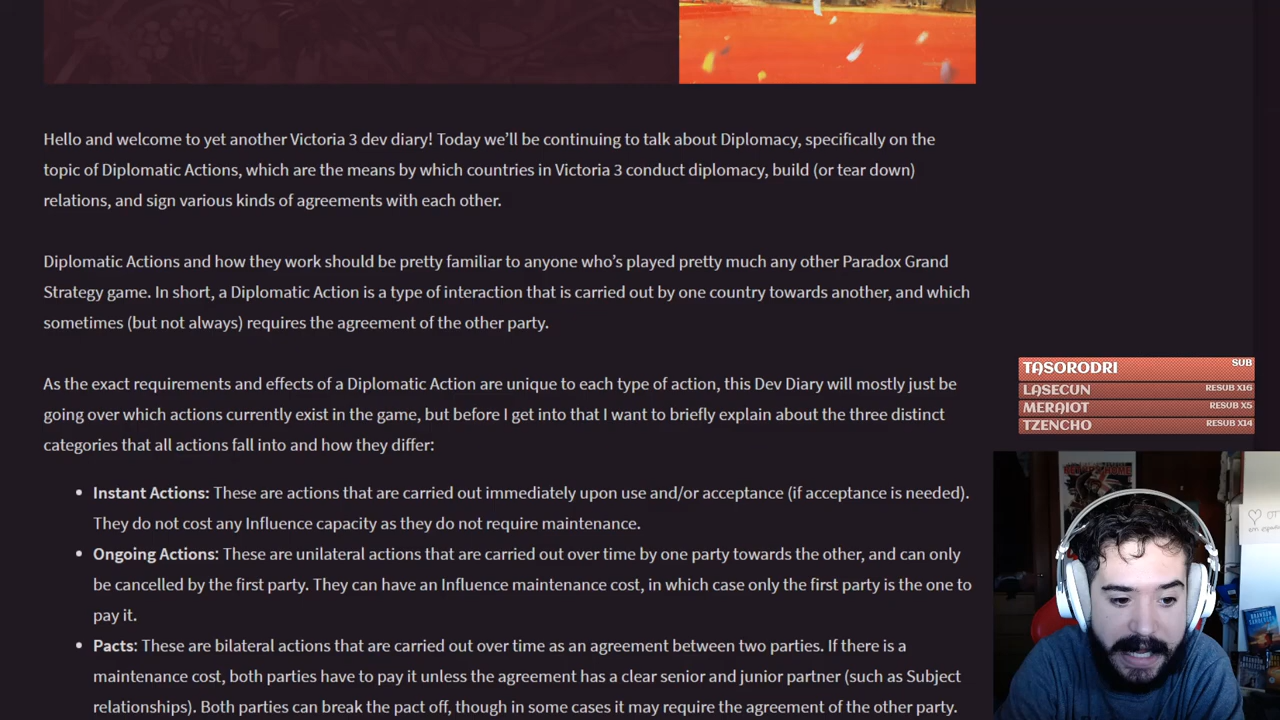 Hello and welcome to yet another Victoria 3 dev diary! Today we’ll be continuing to talk about Diplomacy, specifically on the
topic of Diplomatic Actions, which are the means by which countries in Victoria 3 conduct diplomacy, build (or tear down)
relations, and sign various kinds of agreements with each other.
Diplomatic Actions and how they work should be pretty familiar to anyone who’s played pretty much any other Paradox Grand
Strategy game. In short, a Diplomatic Action is a type of interaction that is carried out by one country towards another, and which
sometimes (but not always) requires the agreement of the other party.
As the exact requirements and effects of a Diplomatic Action are unique to each type of action, this Dev Diary will mostly just be
going over which actions currently exist in the game, but before I get into that I want to briefly explain about the three distinct
categories that all actions fall into and how they differ:
• Instant Actions: These are actions that are carried out immediately upon use and/or acceptance (if acceptance is needed).
They do not cost any Influence capacity as they do not require maintenance.
• Ongoing Actions: These are unilateral actions that are carried out over time by one party towards the other, and can only
be cancelled by the first party. They can have an Influence maintenance cost, in which case only the first party is the one to
pay it.
• Pacts: These are bilateral actions that are carried out over time as an agreement between two parties. If there is a
maintenance cost, both parties have to pay it unless the agreement has a clear senior and junior partner (such as Subject
relationships). Both parties can break the pact off, though in some cases it may require the agreement of the other party.
TASORODRI SUB
LASECUN RESUB X16
MERAIOT RESUB X5
TZENCHO RESUB X14